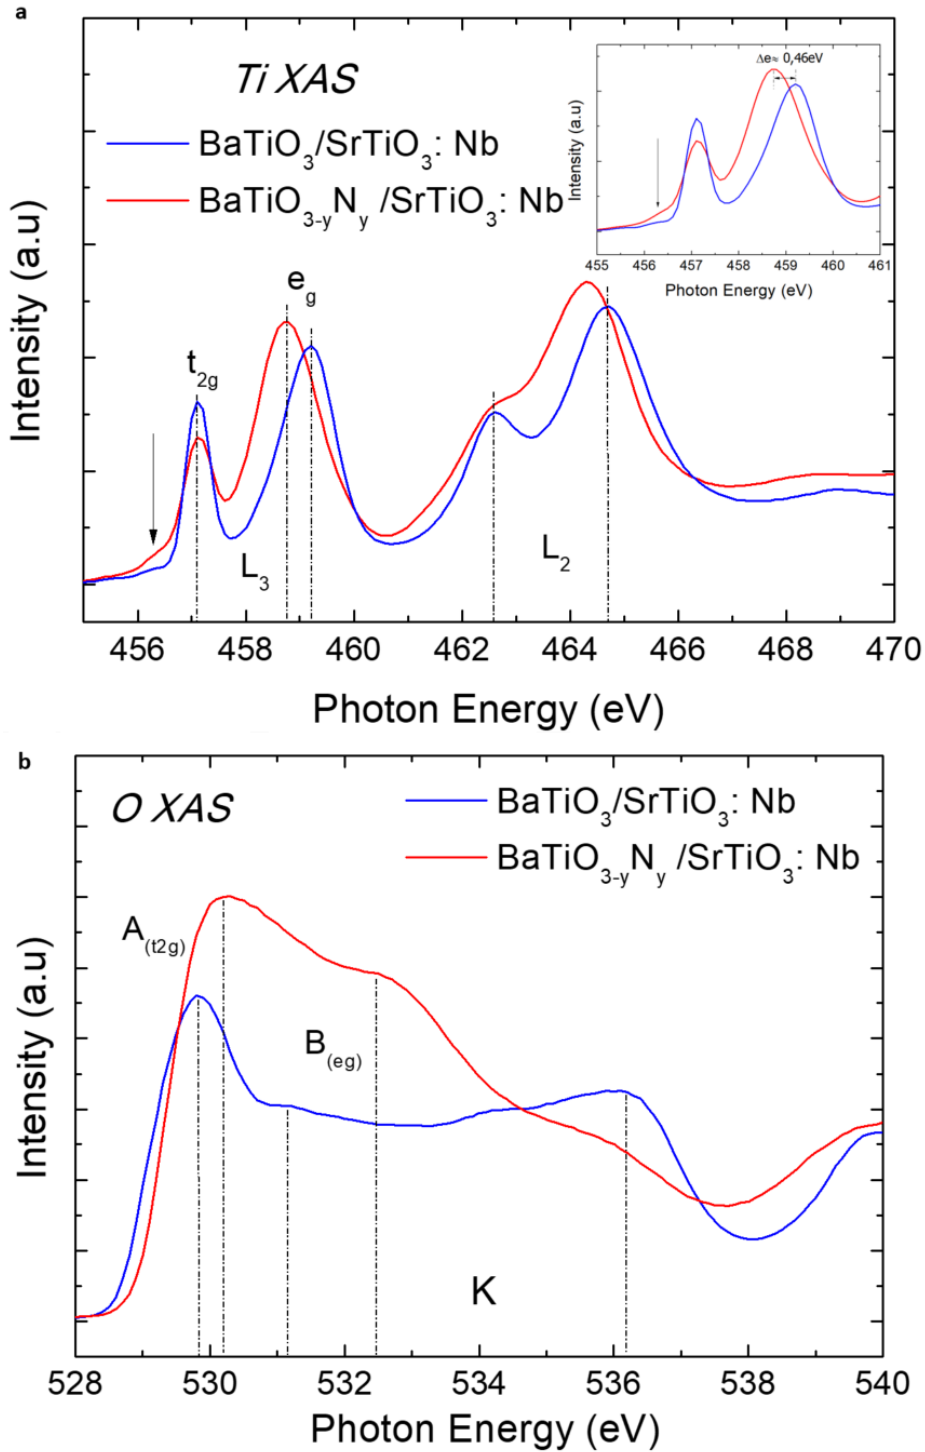 a
Ti XAS
BaTiO₃/SrTiO₃: Nb
BaTiO₃₋yNy /SrTiO₃: Nb
Δe≈ 0,46eV
Intensity (a.u)
455 456 457 458 459 460 461
Photon Energy (eV)
Intensity (a.u)
t₂g
eg
L₃
L₂
456 458 460 462 464 466 468 470
Photon Energy (eV)
b
O XAS
BaTiO₃/SrTiO₃: Nb
BaTiO₃₋yNy /SrTiO₃: Nb
Intensity (a.u)
A(t2g)
B(eg)
K
528 530 532 534 536 538 540
Photon Energy (eV)